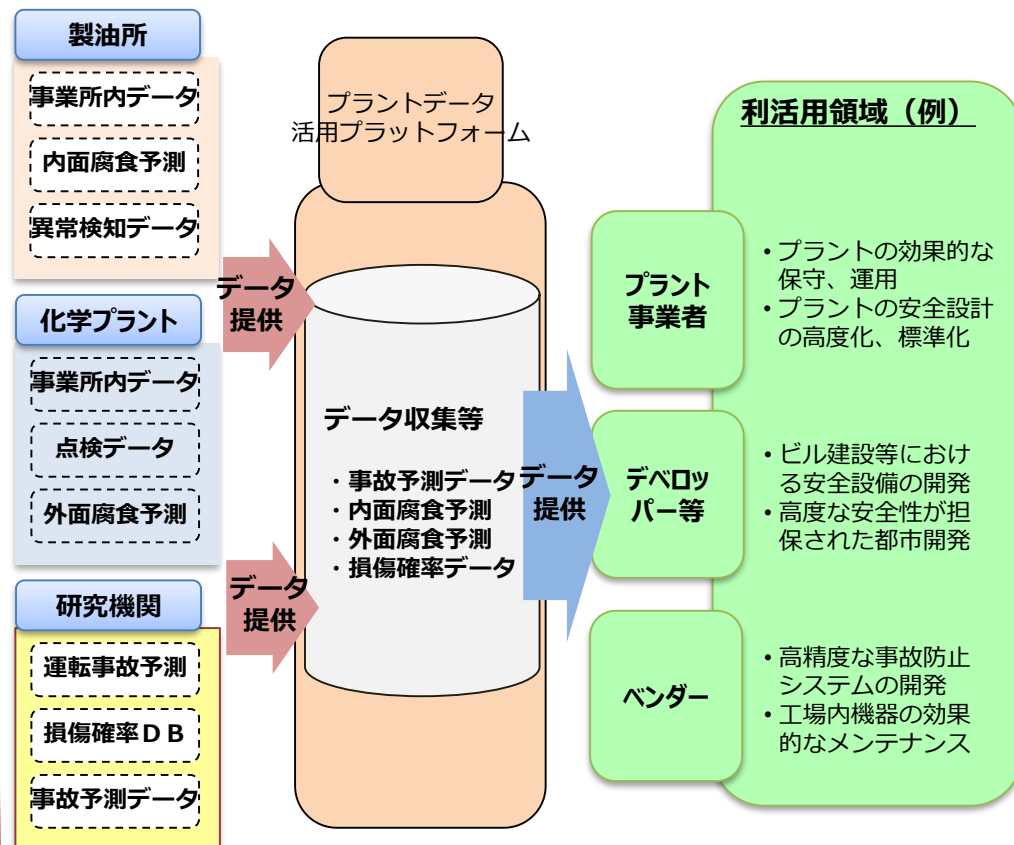 製油所
事業所内データ
内面腐食予測
異常検知データ
化学プラント
事業所内データ
点検データ
外面腐食予測
研究機関
運転事故予測
損傷確率ＤＢ
事故予測データ
データ
提供
データ
提供
プラントデータ
活用プラットフォーム
データ収集等
・事故予測データ
・内面腐食予測
・外面腐食予測
・損傷確率データ
データ
提供
利活用領域（例）
プラント
事業者
• プラントの効果的な
保守、運用
• プラントの安全設計
の高度化、標準化
デベロッ
パー等
• ビル建設等におけ
る安全設備の開発
• 高度な安全性が担
保された都市開発
ベンダー
• 高精度な事故防止
システムの開発
• 工場内機器の効果
的なメンテナンス